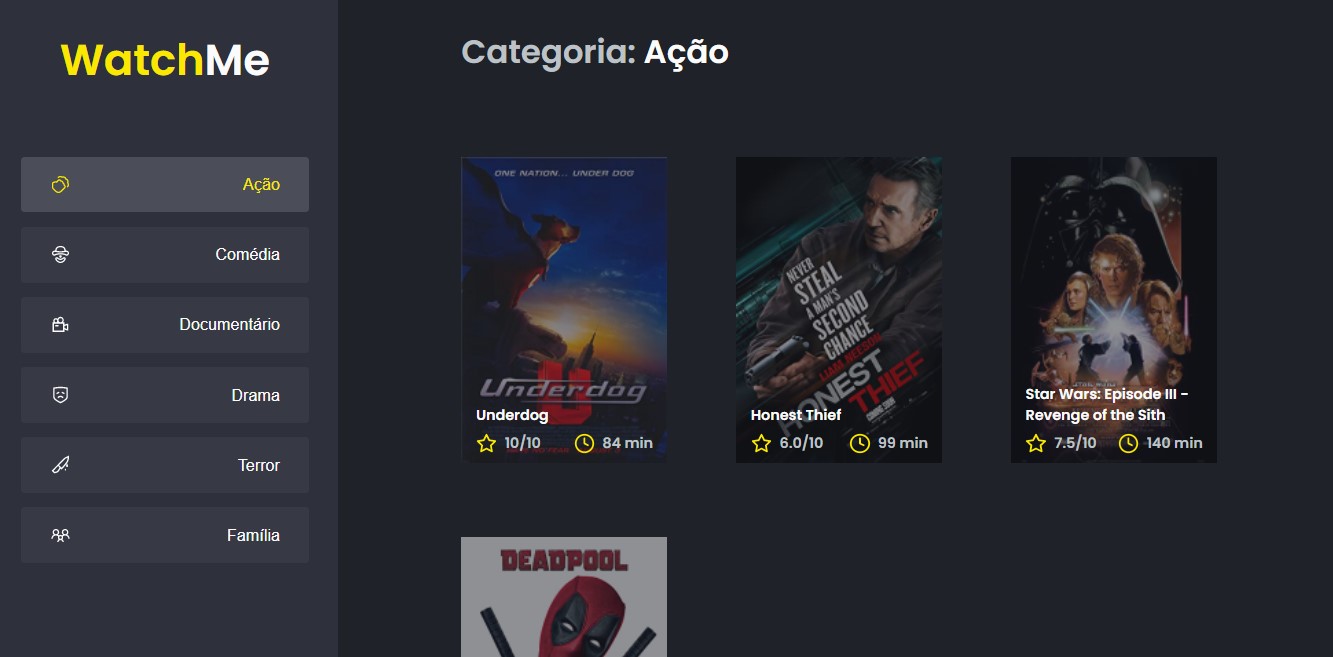 WatchMe
Ação
Comédia
Documentário
Drama
Terror
Família
Categoria: Ação
ONE NATION... UNDER DOG
Underdog
Underdog
10/10
84 min
NEVER
STEAL
A MAN'S
SECOND
CHANCE
LIAM NEESON
HONEST
THIEF
COMING SOON
Honest Thief
6.0/10
99 min
Star Wars: Episode III -
Revenge of the Sith
7.5/10
140 min
DEADPOOL